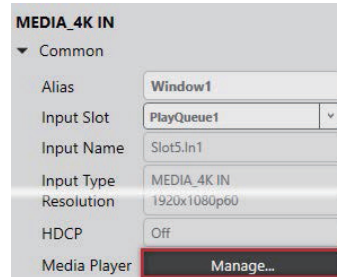 MEDIA_4K IN
Common
Alias Window1
Input Slot PlayQueue1
Input Name Slot5.In1
Input Type MEDIA_4K IN
Resolution 1920x1080p60
HDCP Off
Media Player Manage...